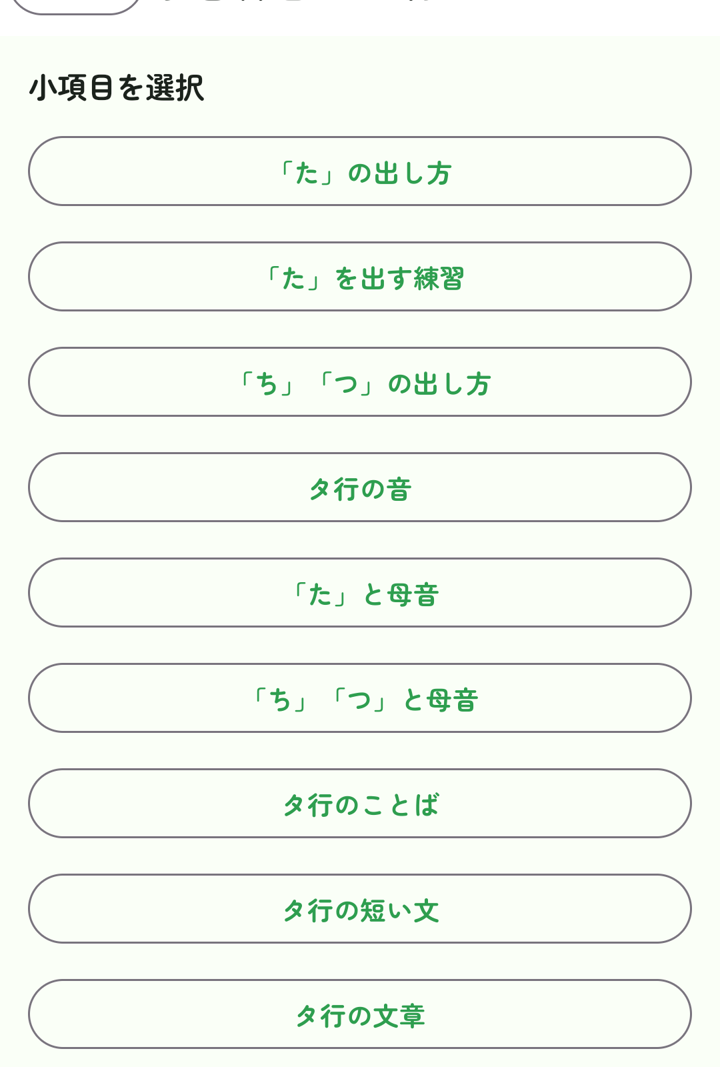 小項目を選択
「た」の出し方
「た」を出す練習
「ち」「つ」の出し方
タ行の音
「た」と母音
「ち」「つ」と母音
タ行のことば
タ行の短い文
タ行の文章